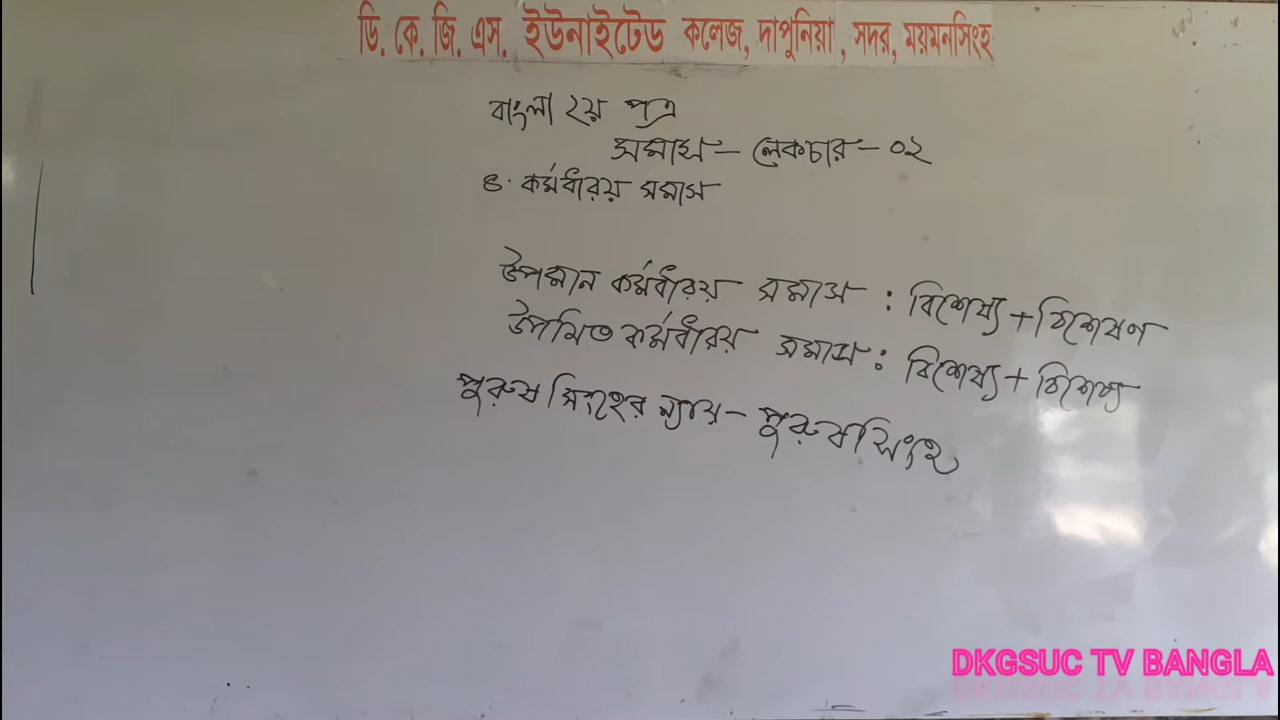 ডি. কে. জি. এস. ইউনাইটেড কলেজ, দাপুনিয়া, সদর, ময়মনসিংহ
বাংলা ২য় পত্র
সমাস – লেকচার – ০২
৬. কর্মধারয় সমাস
উপমান কর্মধারয় সমাস : বিশেষ্য + বিশেষণ
উপমিত কর্মধারয় সমাস : বিশেষ্য + বিশেষ্য
পুরুষ সিংহের ন্যায় – পুরুষসিংহ
DKGSUC TV BANGLA